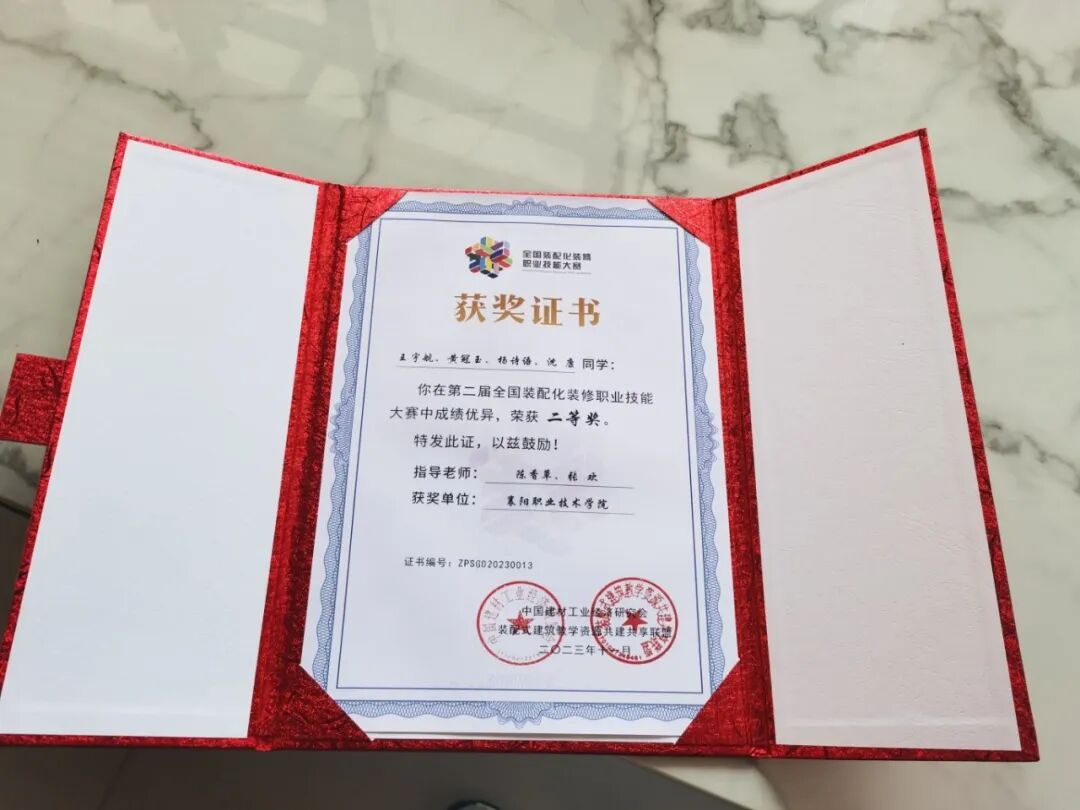 全国装配化装修
职业技能大赛
获奖证书
王宇航、黄冠玉、杨诗语、沈 康 同学：
你在第二届全国装配化装修职业技能
大赛中成绩优异，荣获 二等奖。
特发此证，以兹鼓励！
指导老师： 陈香草、张 欢
获奖单位： 襄阳职业技术学院
证书编号：ZPSGD20230013
中国建材工业经济研究会
装配式建筑教学资源共建共享联盟
二〇二三年十一月